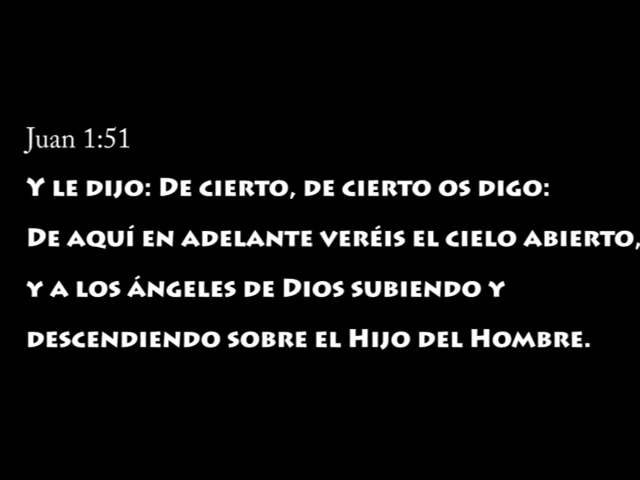 Juan 1:51
Y le dijo: De cierto, de cierto os digo:
De aquí en adelante veréis el cielo abierto,
y a los ángeles de Dios subiendo y
descendiendo sobre el Hijo del Hombre.